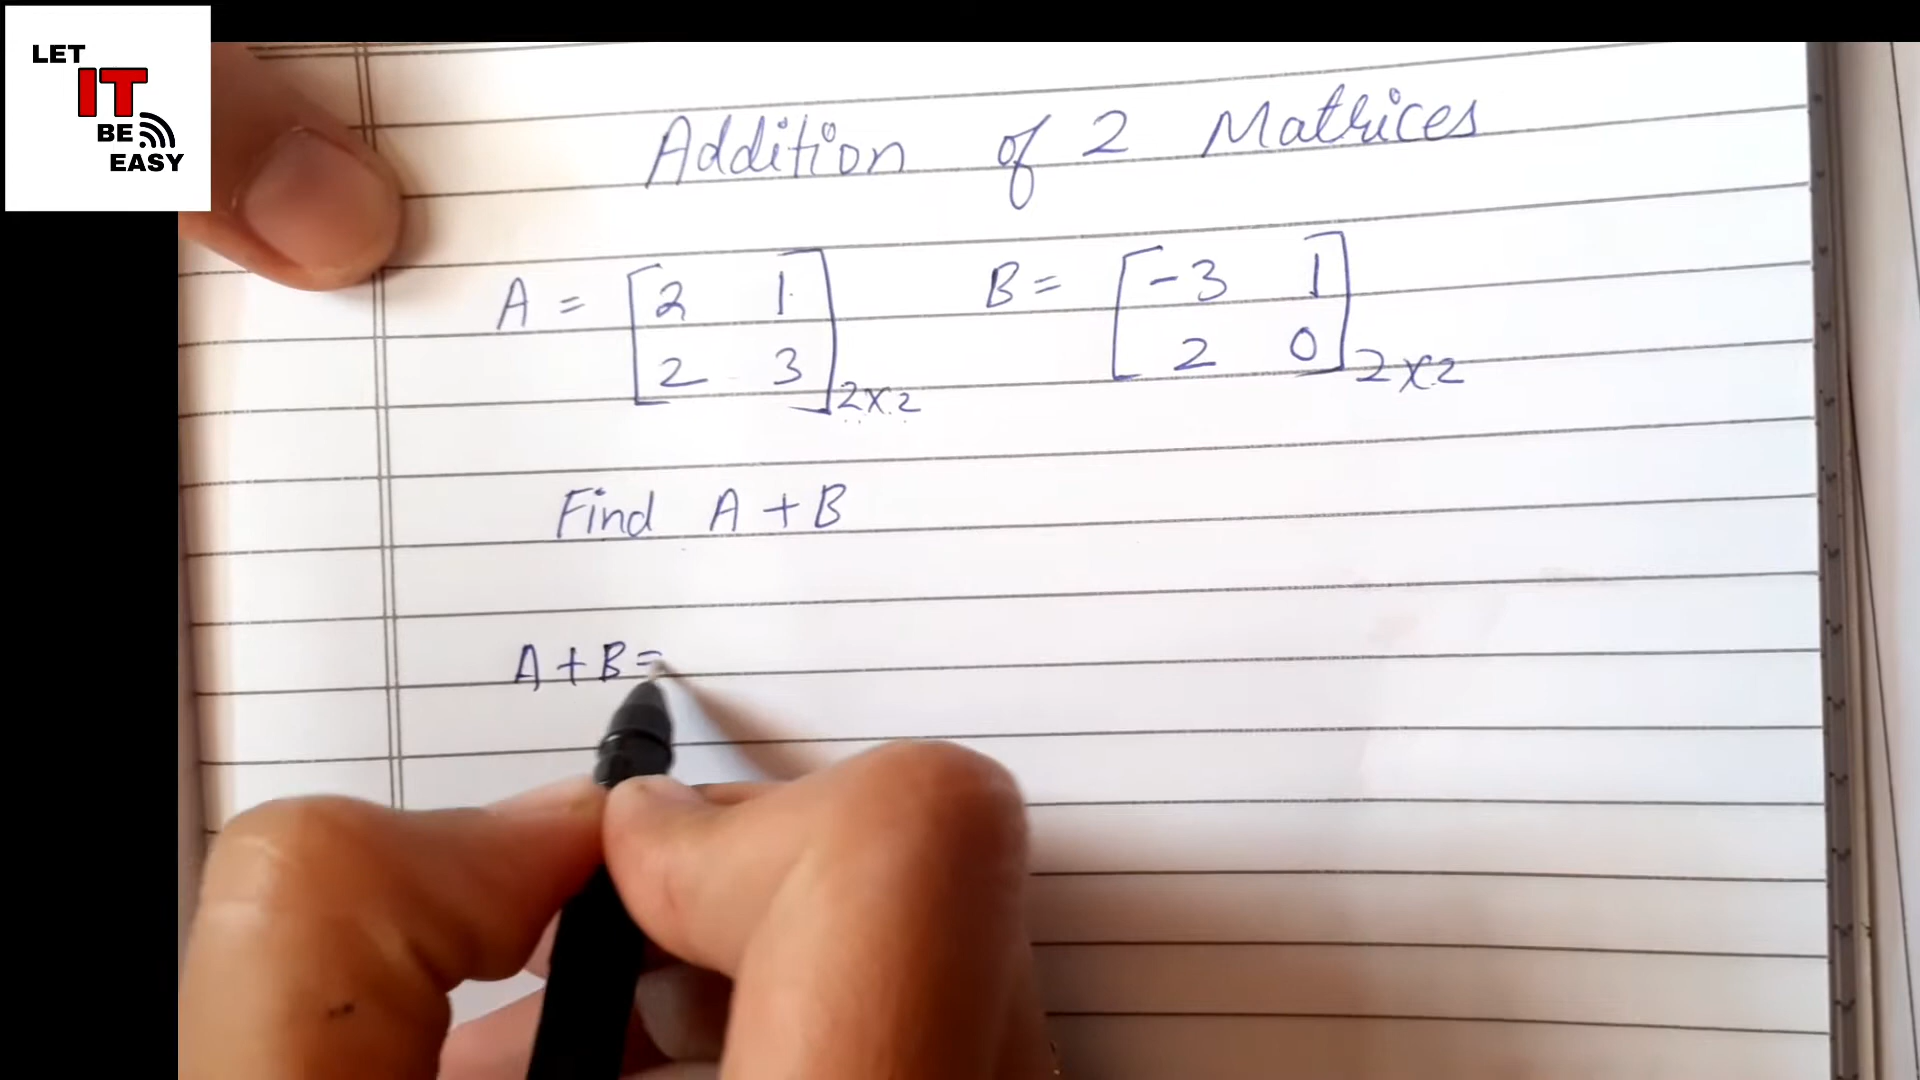 LET
IT
BE
EASY
Addition of 2 Matrices
A = [2 1 B = [-3 1
2 3]2x2 2 0]2x2
Find A + B
A + B =